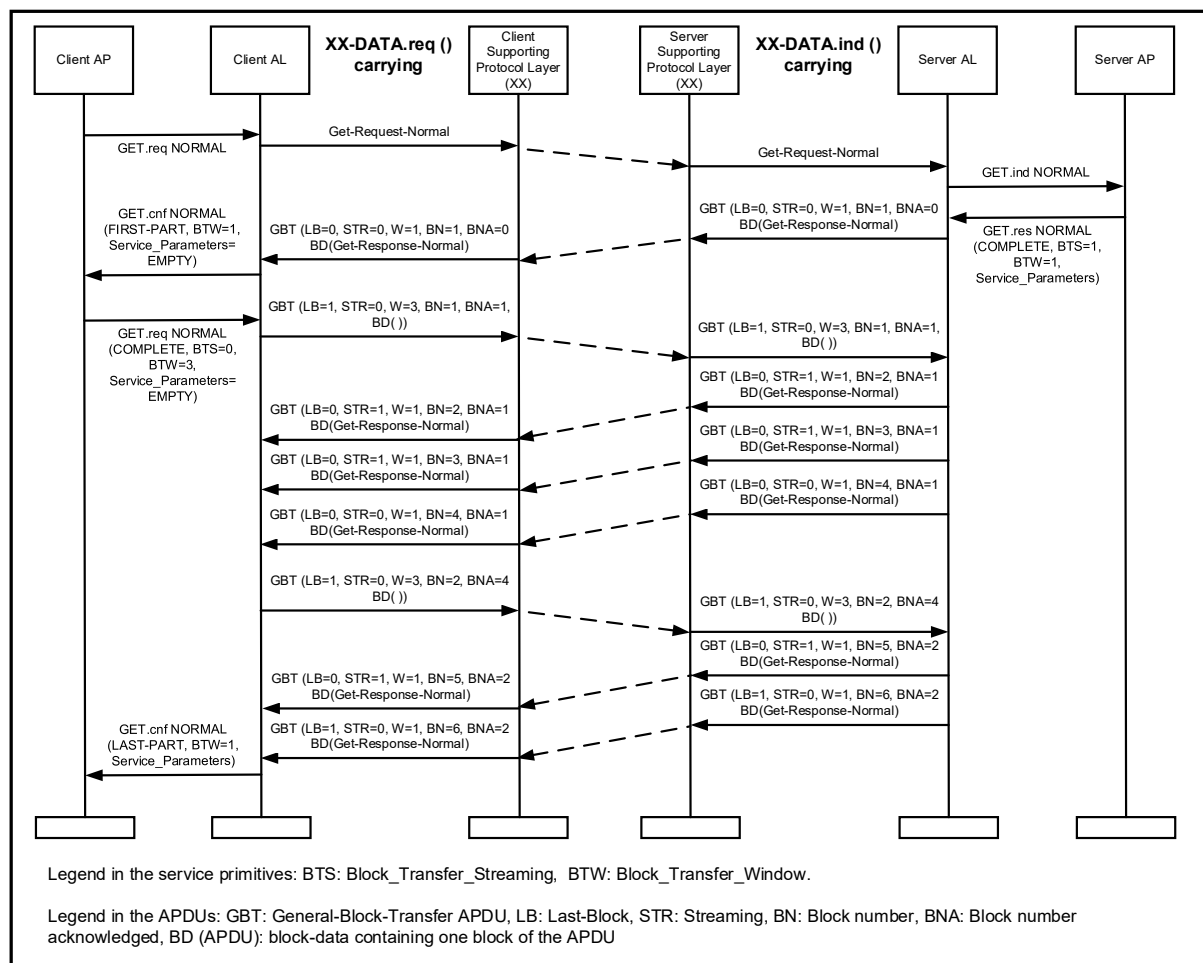 Client AP
Client AL
XX-DATA.req ()
carrying
Client
Supporting
Protocol Layer
(XX)
Server
Supporting
Protocol Layer
(XX)
XX-DATA.ind ()
carrying
Server AL
Server AP
GET.req NORMAL
Get-Request-Normal
Get-Request-Normal
GET.ind NORMAL
GET.cnf NORMAL
(FIRST-PART, BTW=1,
Service_Parameters=
EMPTY)
GBT (LB=0, STR=0, W=1, BN=1, BNA=0
BD(Get-Response-Normal)
GBT (LB=0, STR=0, W=1, BN=1, BNA=0
BD(Get-Response-Normal)
GET.res NORMAL
(COMPLETE, BTS=1,
BTW=1,
Service_Parameters)
GET.req NORMAL
(COMPLETE, BTS=0,
BTW=3,
Service_Parameters=
EMPTY)
GBT (LB=1, STR=0, W=3, BN=1, BNA=1,
BD( ))
GBT (LB=1, STR=0, W=3, BN=1, BNA=1,
BD( ))
GBT (LB=0, STR=1, W=1, BN=2, BNA=1
BD(Get-Response-Normal)
GBT (LB=0, STR=1, W=1, BN=2, BNA=1
BD(Get-Response-Normal)
GBT (LB=0, STR=1, W=1, BN=3, BNA=1
BD(Get-Response-Normal)
GBT (LB=0, STR=1, W=1, BN=3, BNA=1
BD(Get-Response-Normal)
GBT (LB=0, STR=0, W=1, BN=4, BNA=1
BD(Get-Response-Normal)
GBT (LB=0, STR=0, W=1, BN=4, BNA=1
BD(Get-Response-Normal)
GBT (LB=1, STR=0, W=3, BN=2, BNA=4
BD( ))
GBT (LB=1, STR=0, W=3, BN=2, BNA=4
BD( ))
GBT (LB=0, STR=1, W=1, BN=5, BNA=2
BD(Get-Response-Normal)
GBT (LB=0, STR=1, W=1, BN=5, BNA=2
BD(Get-Response-Normal)
GBT (LB=1, STR=0, W=1, BN=6, BNA=2
BD(Get-Response-Normal)
GBT (LB=1, STR=0, W=1, BN=6, BNA=2
BD(Get-Response-Normal)
GET.cnf NORMAL
(LAST-PART, BTW=1,
Service_Parameters)
Legend in the service primitives: BTS: Block_Transfer_Streaming, BTW: Block_Transfer_Window.
Legend in the APDUs: GBT: General-Block-Transfer APDU, LB: Last-Block, STR: Streaming, BN: Block number, BNA: Block number
acknowledged, BD (APDU): block-data containing one block of the APDU